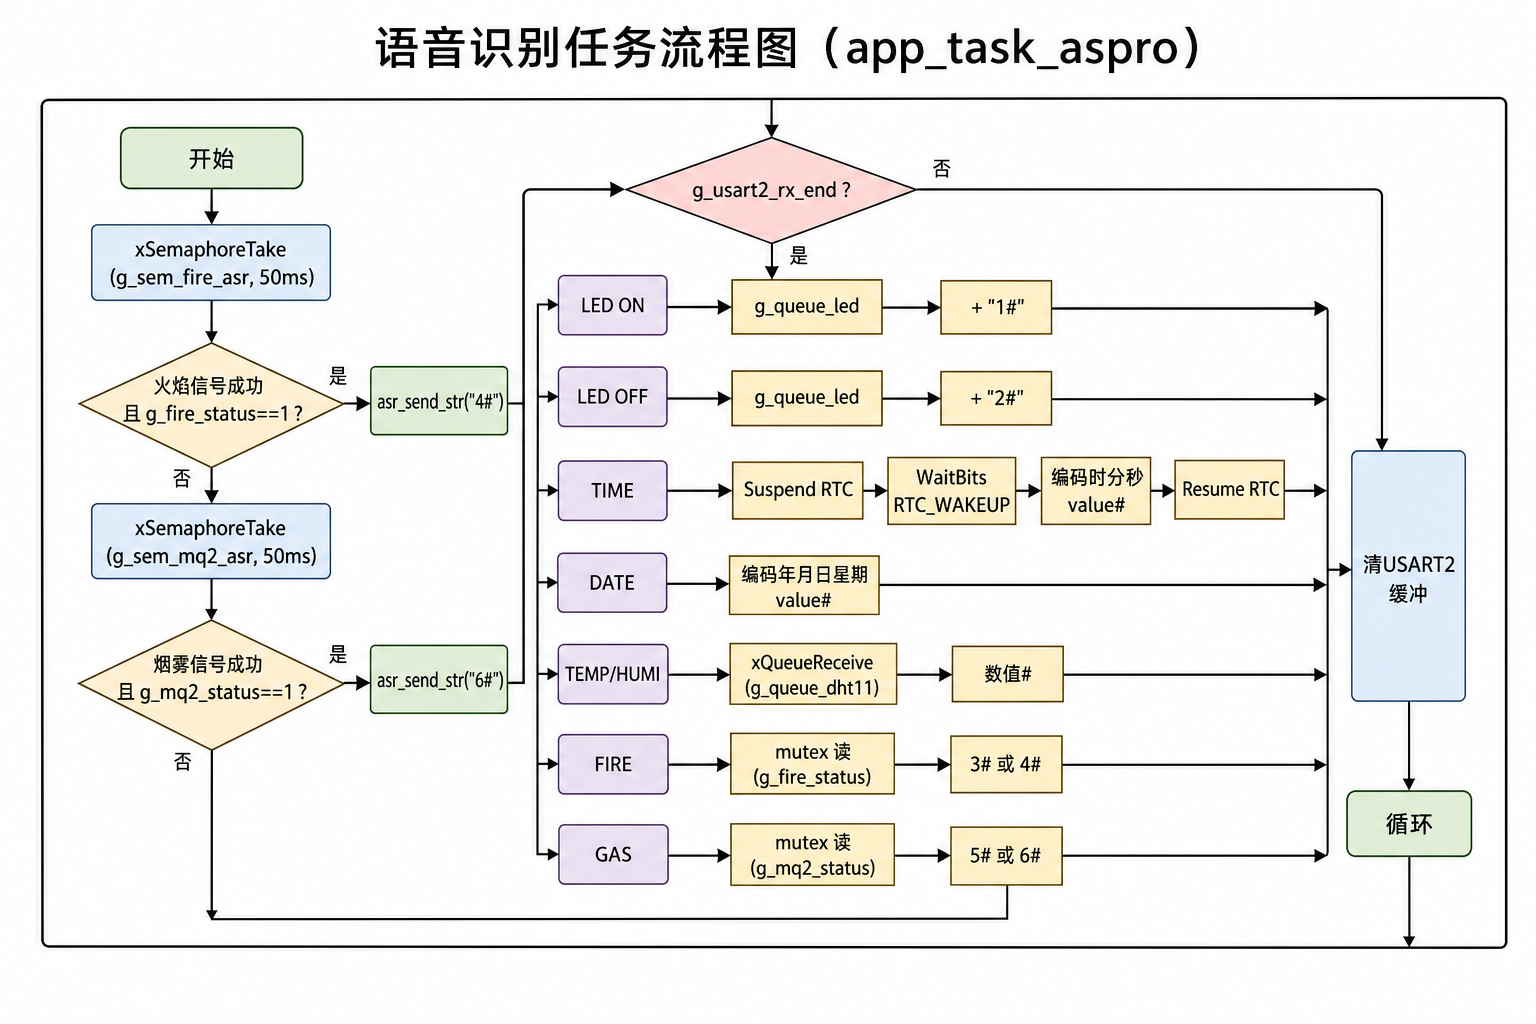 语音识别任务流程图（app_task_aspro）
开始
xSemaphoreTake
(g_sem_fire_asr, 50ms)
火焰信号成功
且 g_fire_status==1 ?
是
asr_send_str("4#")
否
xSemaphoreTake
(g_sem_mq2_asr, 50ms)
烟雾信号成功
且 g_mq2_status==1 ?
是
asr_send_str("6#")
否
g_usart2_rx_end ?
否
是
LED ON
g_queue_led
+ "1#"
LED OFF
g_queue_led
+ "2#"
TIME
Suspend RTC
WaitBits
RTC_WAKEUP
编码时分秒
value#
Resume RTC
DATE
编码年月日星期
value#
TEMP/HUMI
xQueueReceive
(g_queue_dht11)
数值#
FIRE
mutex 读
(g_fire_status)
3# 或 4#
GAS
mutex 读
(g_mq2_status)
5# 或 6#
清USART2
缓冲
循环